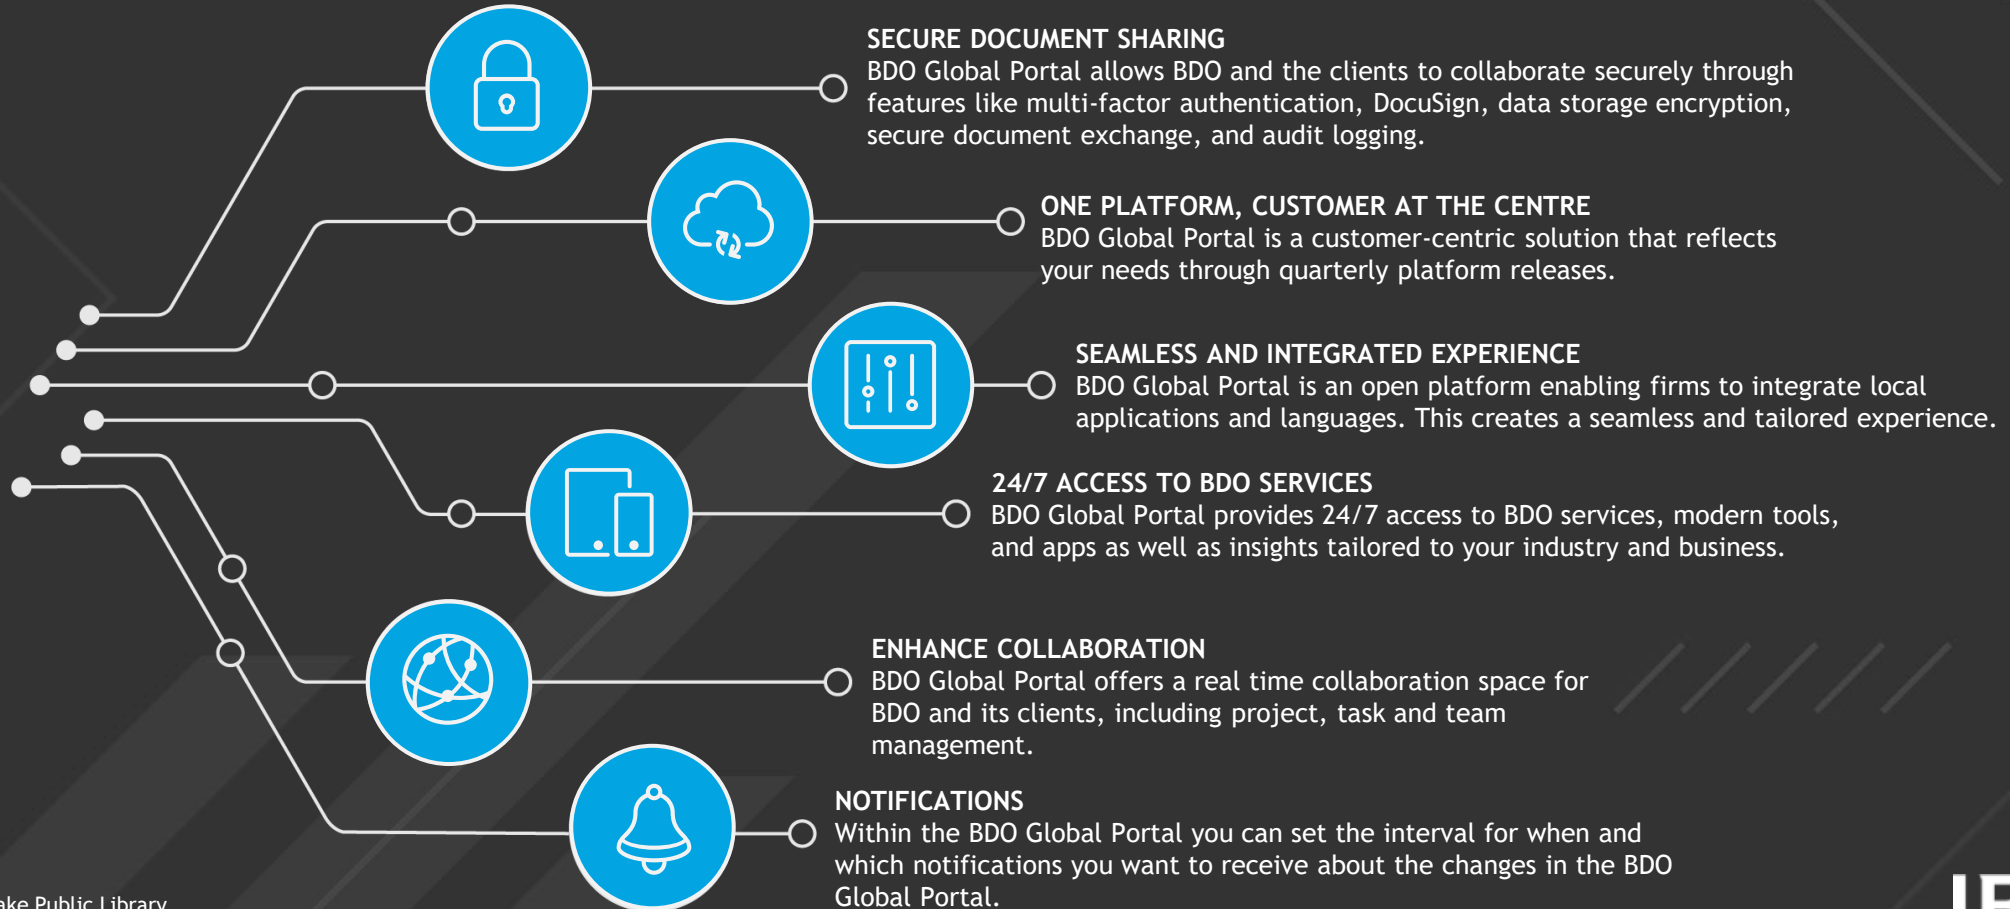 SECURE DOCUMENT SHARING
BDO Global Portal allows BDO and the clients to collaborate securely through
features like multi-factor authentication, DocuSign, data storage encryption,
secure document exchange, and audit logging.
ONE PLATFORM, CUSTOMER AT THE CENTRE
BDO Global Portal is a customer-centric solution that reflects
your needs through quarterly platform releases.
SEAMLESS AND INTEGRATED EXPERIENCE
BDO Global Portal is an open platform enabling firms to integrate local
applications and languages. This creates a seamless and tailored experience.
24/7 ACCESS TO BDO SERVICES
BDO Global Portal provides 24/7 access to BDO services, modern tools,
and apps as well as insights tailored to your industry and business.
ENHANCE COLLABORATION
BDO Global Portal offers a real time collaboration space for
BDO and its clients, including project, task and team
management.
NOTIFICATIONS
Within the BDO Global Portal you can set the interval for when and
which notifications you want to receive about the changes in the BDO
Global Portal.
Public Library